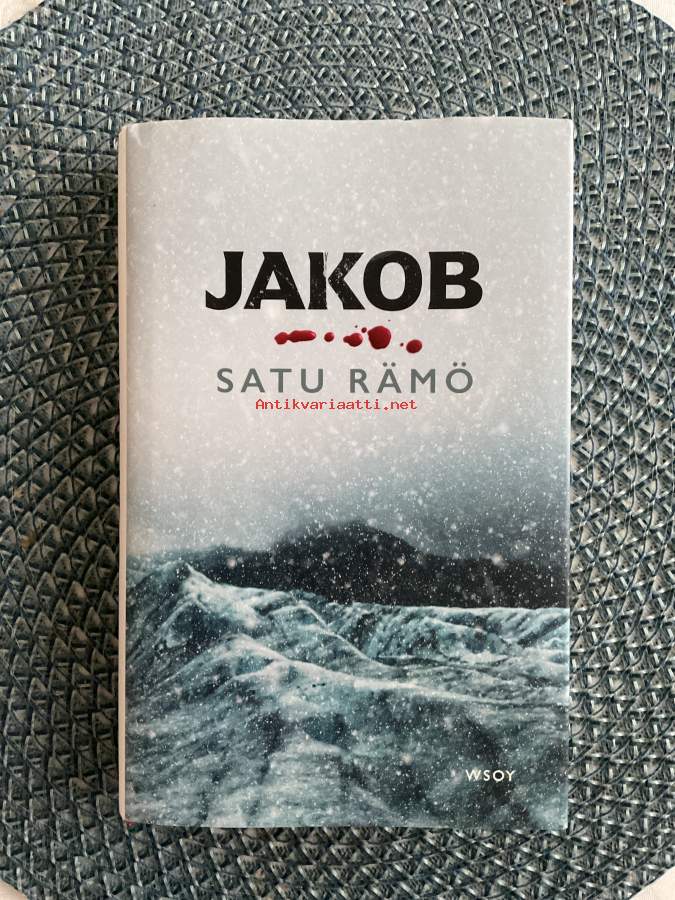 JAKOB
SATU RÄMÖ
Antikvariaatti.net
WSOY